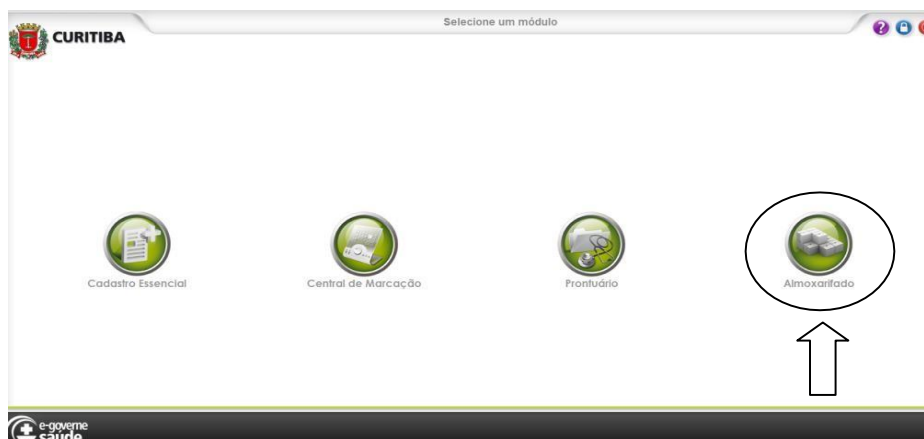 Selecione um módulo
CURITIBA
?
Cadastro Essencial
Central de Marcação
Prontuário
Almoxarifado
e-governe
saúde